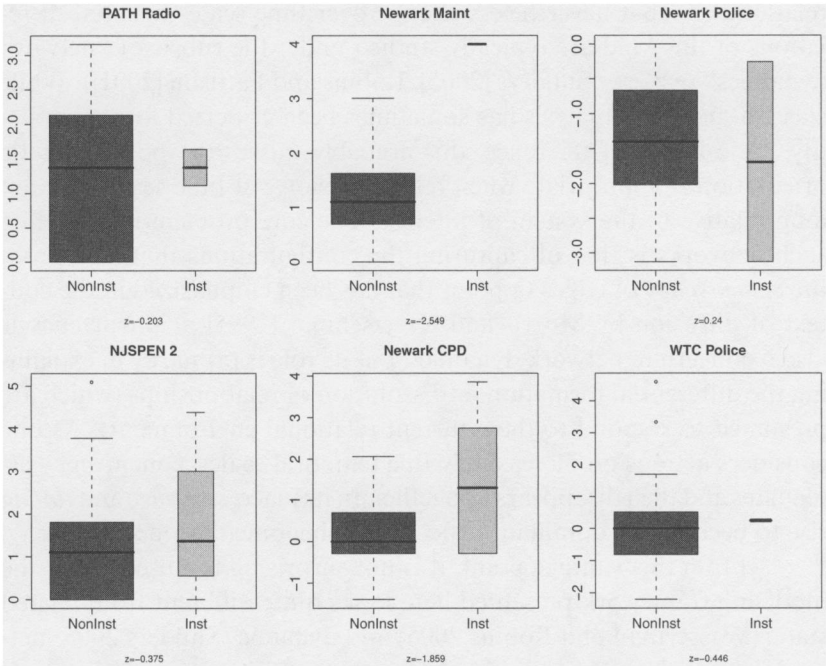 PATH Radio
3.0
2.5
2.0
1.5
1.0
0.5
0.0
NonInst
Inst
z=-0.203
Newark Maint
4
3
2
1
0
NonInst
Inst
z=-2.549
Newark Police
0.0
-1.0
-2.0
-3.0
NonInst
Inst
z=0.24
NJSPEN 2
5
4
3
2
1
0
NonInst
Inst
z=-0.375
Newark CPD
4
3
2
1
0
-1
NonInst
Inst
z=-1.859
WTC Police
4
3
2
1
0
-1
-2
NonInst
Inst
z=-0.446